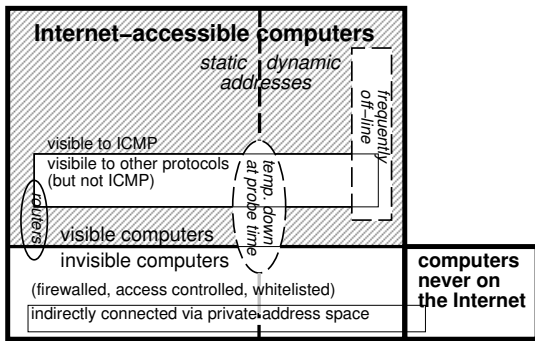 Internet–accessible computers
static dynamic
addresses
frequently
off–line
visible to ICMP
visibile to other protocols
(but not ICMP)
temp. down
at probe time
routers
visible computers
invisible computers
(firewalled, access controlled, whitelisted)
indirectly connected via private address space
computers
never on
the Internet